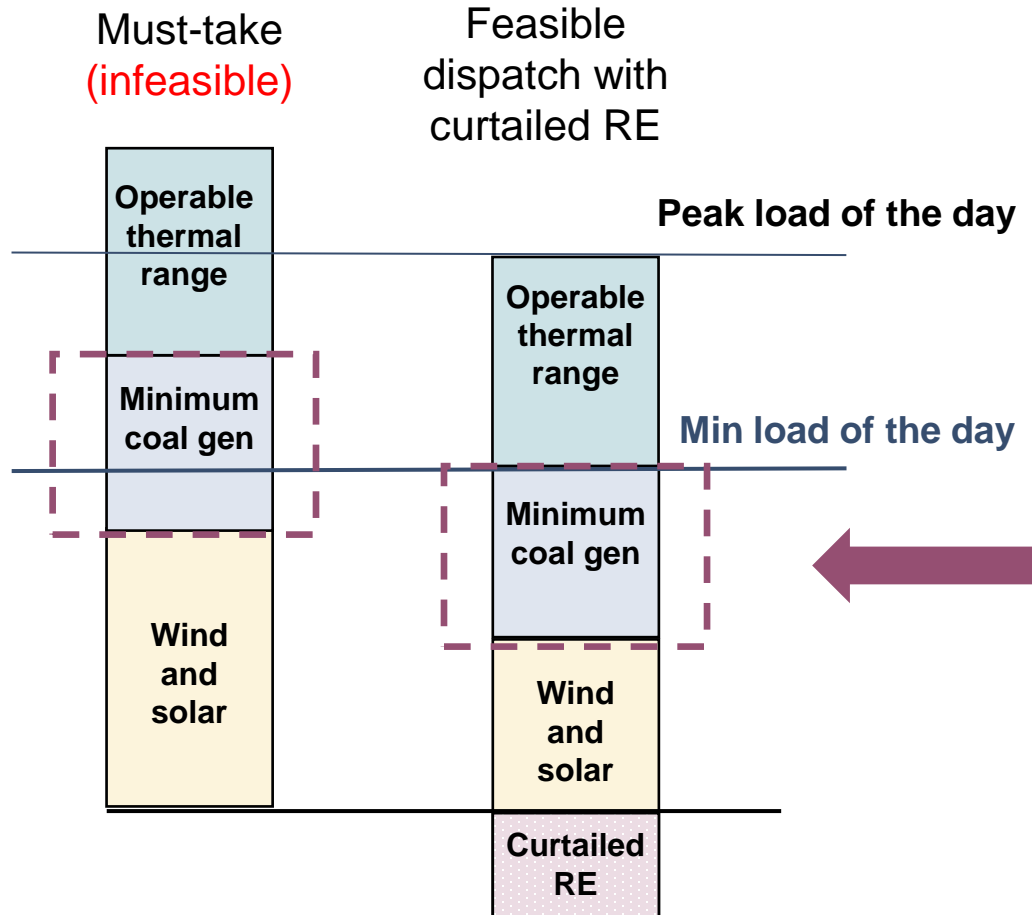 Must-take
(infeasible)
Feasible
dispatch with
curtailed RE
Operable
thermal
range
Minimum
coal gen
Wind
and
solar
Operable
thermal
range
Minimum
coal gen
Wind
and
solar
Curtailed
RE
Peak load of the day
Min load of the day